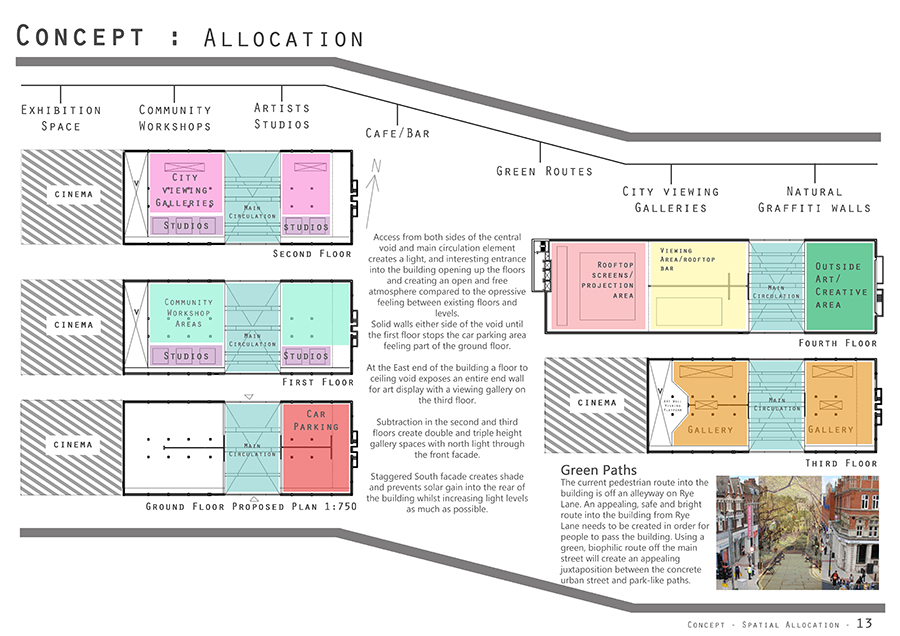 Concept : Allocation
Exhibition
Space
Community
Workshops
Artists
Studios
Cafe/Bar
Green Routes
City viewing
Galleries
Natural
Graffiti walls
CINEMA
City
viewing
Galleries
Studios
Main
Circulation
Studios
Second Floor
N
CINEMA
Community
Workshop
Areas
Studios
Main
Circulation
Studios
First Floor
CINEMA
Main
Circulation
Car
Parking
Ground Floor Proposed Plan 1:750
Access from both sides of the central
void and main circulation element
creates a light, and interesting entrance
into the building opening up the floors
and creating an open and free
atmosphere compared to the opressive
feeling between existing floors and
levels.
Solid walls either side of the void until
the first floor stops the car parking area
feeling part of the ground floor.
At the East end of the building a floor to
ceiling void exposes an entire end wall
for art display with a viewing gallery on
the third floor.
Subtraction in the second and third
floors create double and triple height
gallery spaces with north light through
the front facade.
Staggered South facade creates shade
and prevents solar gain into the rear of
the building whilst increasing light levels
as much as possible.
Rooftop
screens/
projection
area
Viewing
Area/rooftop
bar
Main
Circulation
Outside
Art/
Creative
area
Fourth Floor
CINEMA
Art Wall
Viewing
Platform
Gallery
Main
Circulation
Gallery
Third Floor
Green Paths
The current pedestrian route into the
building is off an alleyway on Rye
Lane. An appealing, safe and bright
route into the building from Rye
Lane needs to be created in order for
people to pass the building. Using a
green, biophilic route off the main
street will create an appealing
juxtaposition between the concrete
urban street and park-like paths.
Concept - Spatial Allocation - 13